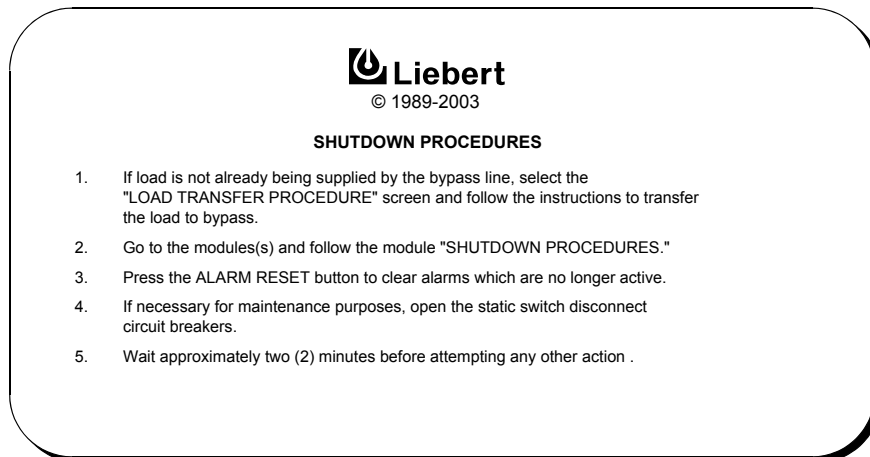 Liebert
© 1989-2003
SHUTDOWN PROCEDURES
1. If load is not already being supplied by the bypass line, select the
"LOAD TRANSFER PROCEDURE" screen and follow the instructions to transfer
the load to bypass.
2. Go to the modules(s) and follow the module "SHUTDOWN PROCEDURES."
3. Press the ALARM RESET button to clear alarms which are no longer active.
4. If necessary for maintenance purposes, open the static switch disconnect
circuit breakers.
5. Wait approximately two (2) minutes before attempting any other action .